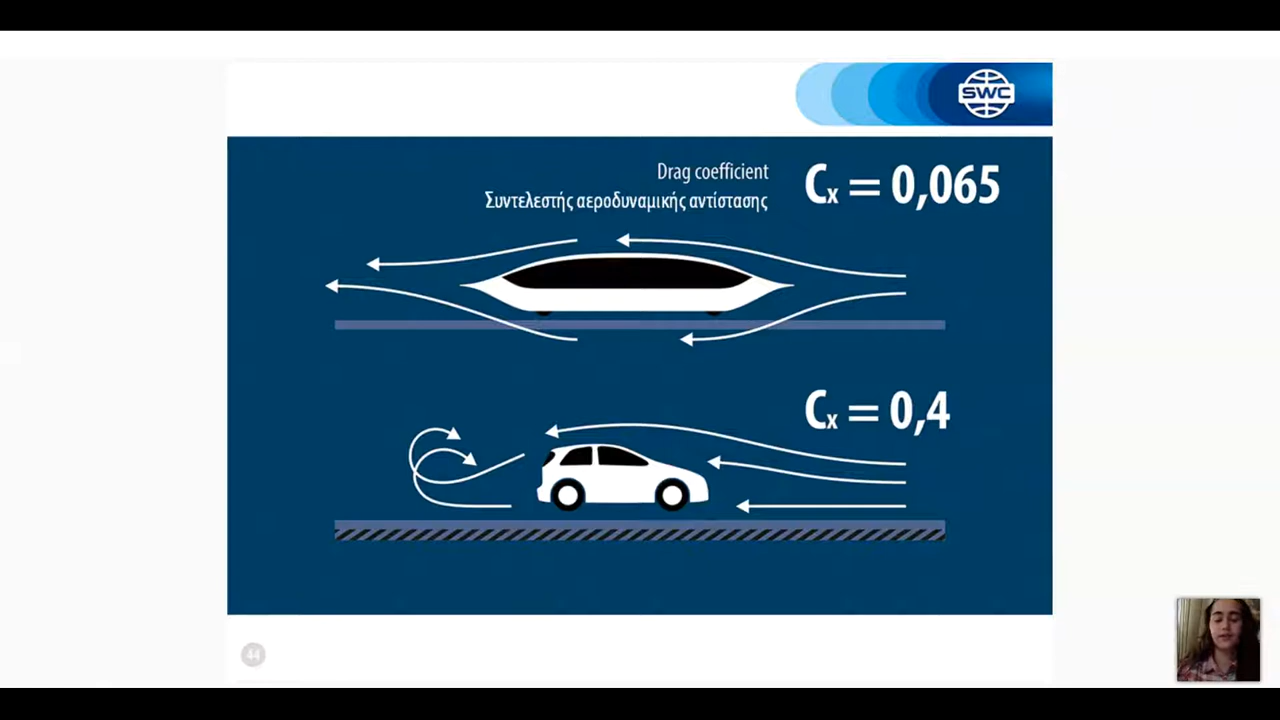 SWC
Drag coefficient
Συντελεστής αεροδυναμικής αντίστασης
Cx = 0,065
Cx = 0,4
44